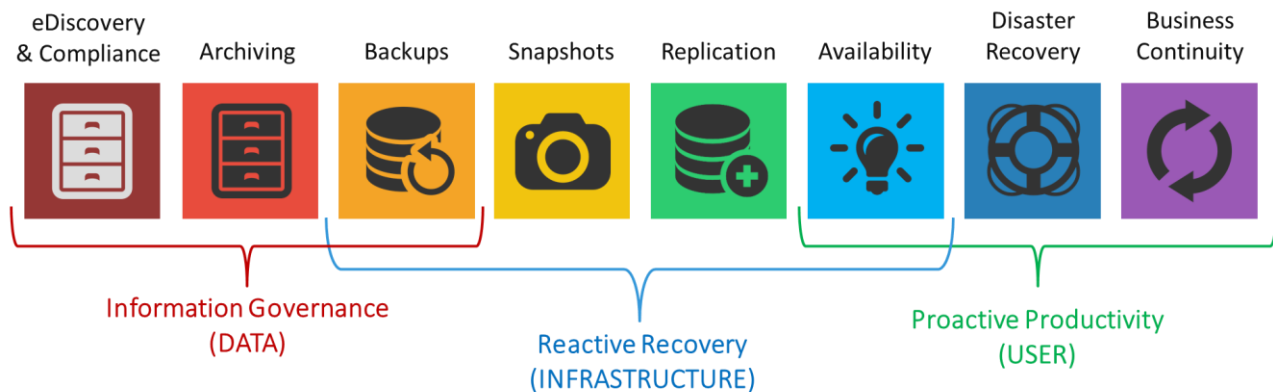 eDiscovery
& Compliance
Archiving
Backups
Snapshots
Replication
Availability
Disaster
Recovery
Business
Continuity
Information Governance
(DATA)
Reactive Recovery
(INFRASTRUCTURE)
Proactive Productivity
(USER)